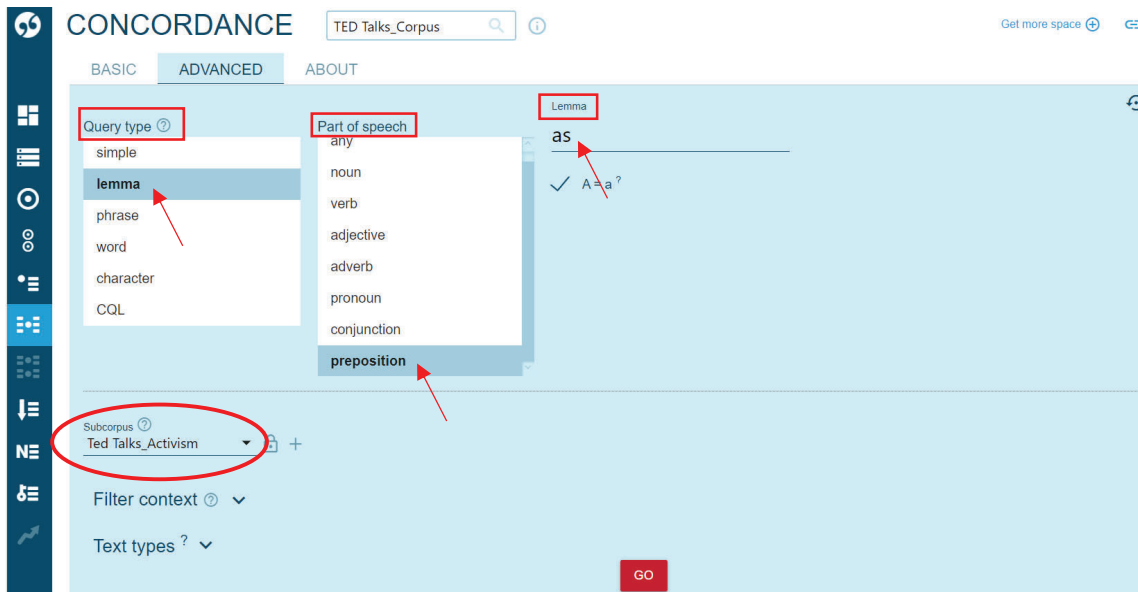 CONCORDANCE
TED Talks_Corpus
Get more space
BASIC ADVANCED ABOUT
Query type ?
simple
lemma
phrase
word
character
CQL
Part of speech
any
noun
verb
adjective
adverb
pronoun
conjunction
preposition
Lemma
as
A = a ?
Subcorpus ?
Ted Talks_Activism
Filter context ?
Text types ?
GO
N